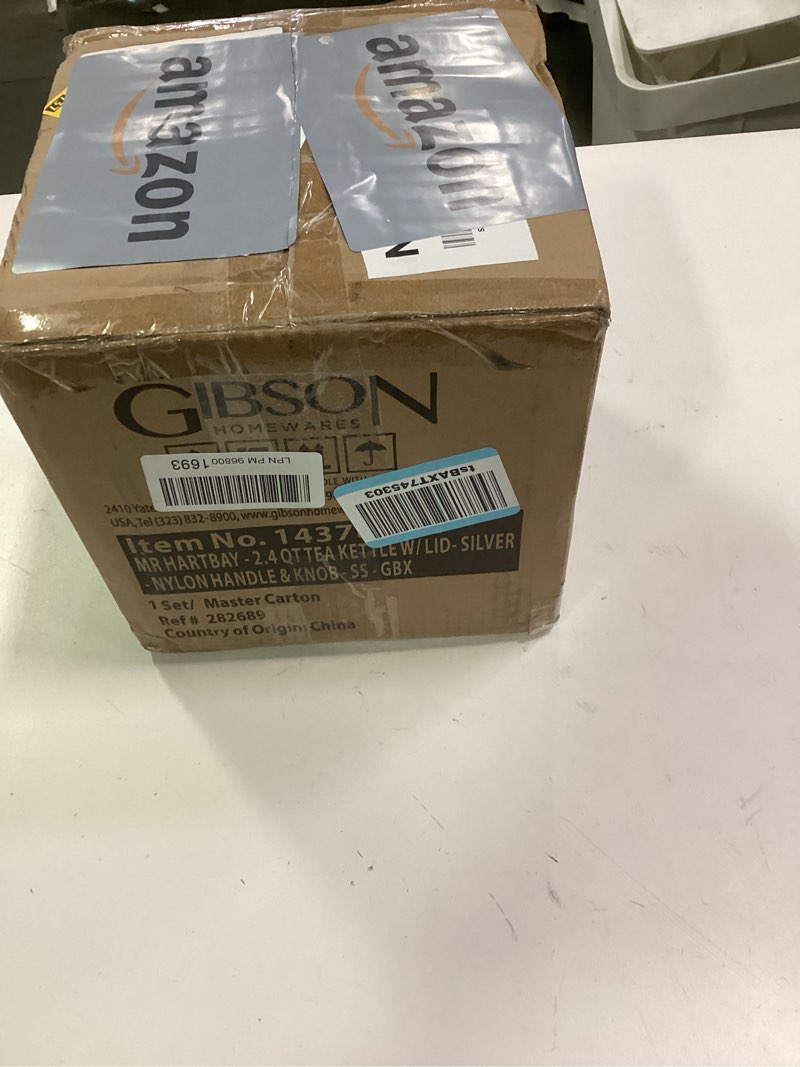 amazon
amazon
N
GIBSON
HOMEWARES
LPN PM 96800 1693
tsBAXT745303
2410 Yate
USA, Tel (323) 832-8900, www.gibsonhomew
Item No. 1437
MR HARTBAY - 2.4 QT TEA KETTLE W/ LID - SILVER
- NYLON HANDLE & KNOB - SS - GBX
1 Set/ Master Carton
Ref # 282689
Country of Origin: China